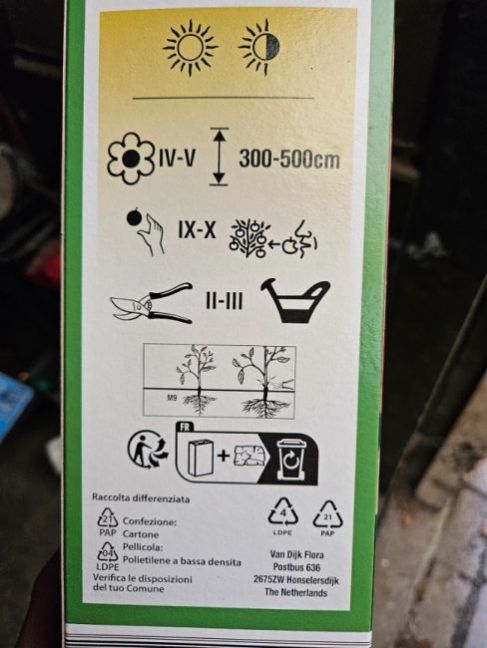 IV-V 300-500cm
IX-X
II-III
M9
FR
Raccolta differenziata
21
PAP
Confezione:
Cartone
04
LDPE
Pellicola:
Polietilene a bassa densita
Verifica le disposizioni
del tuo Comune
4
LDPE
21
PAP
Van Dijk Flora
Postbus 636
2675ZW Honselersdijk
The Netherlands